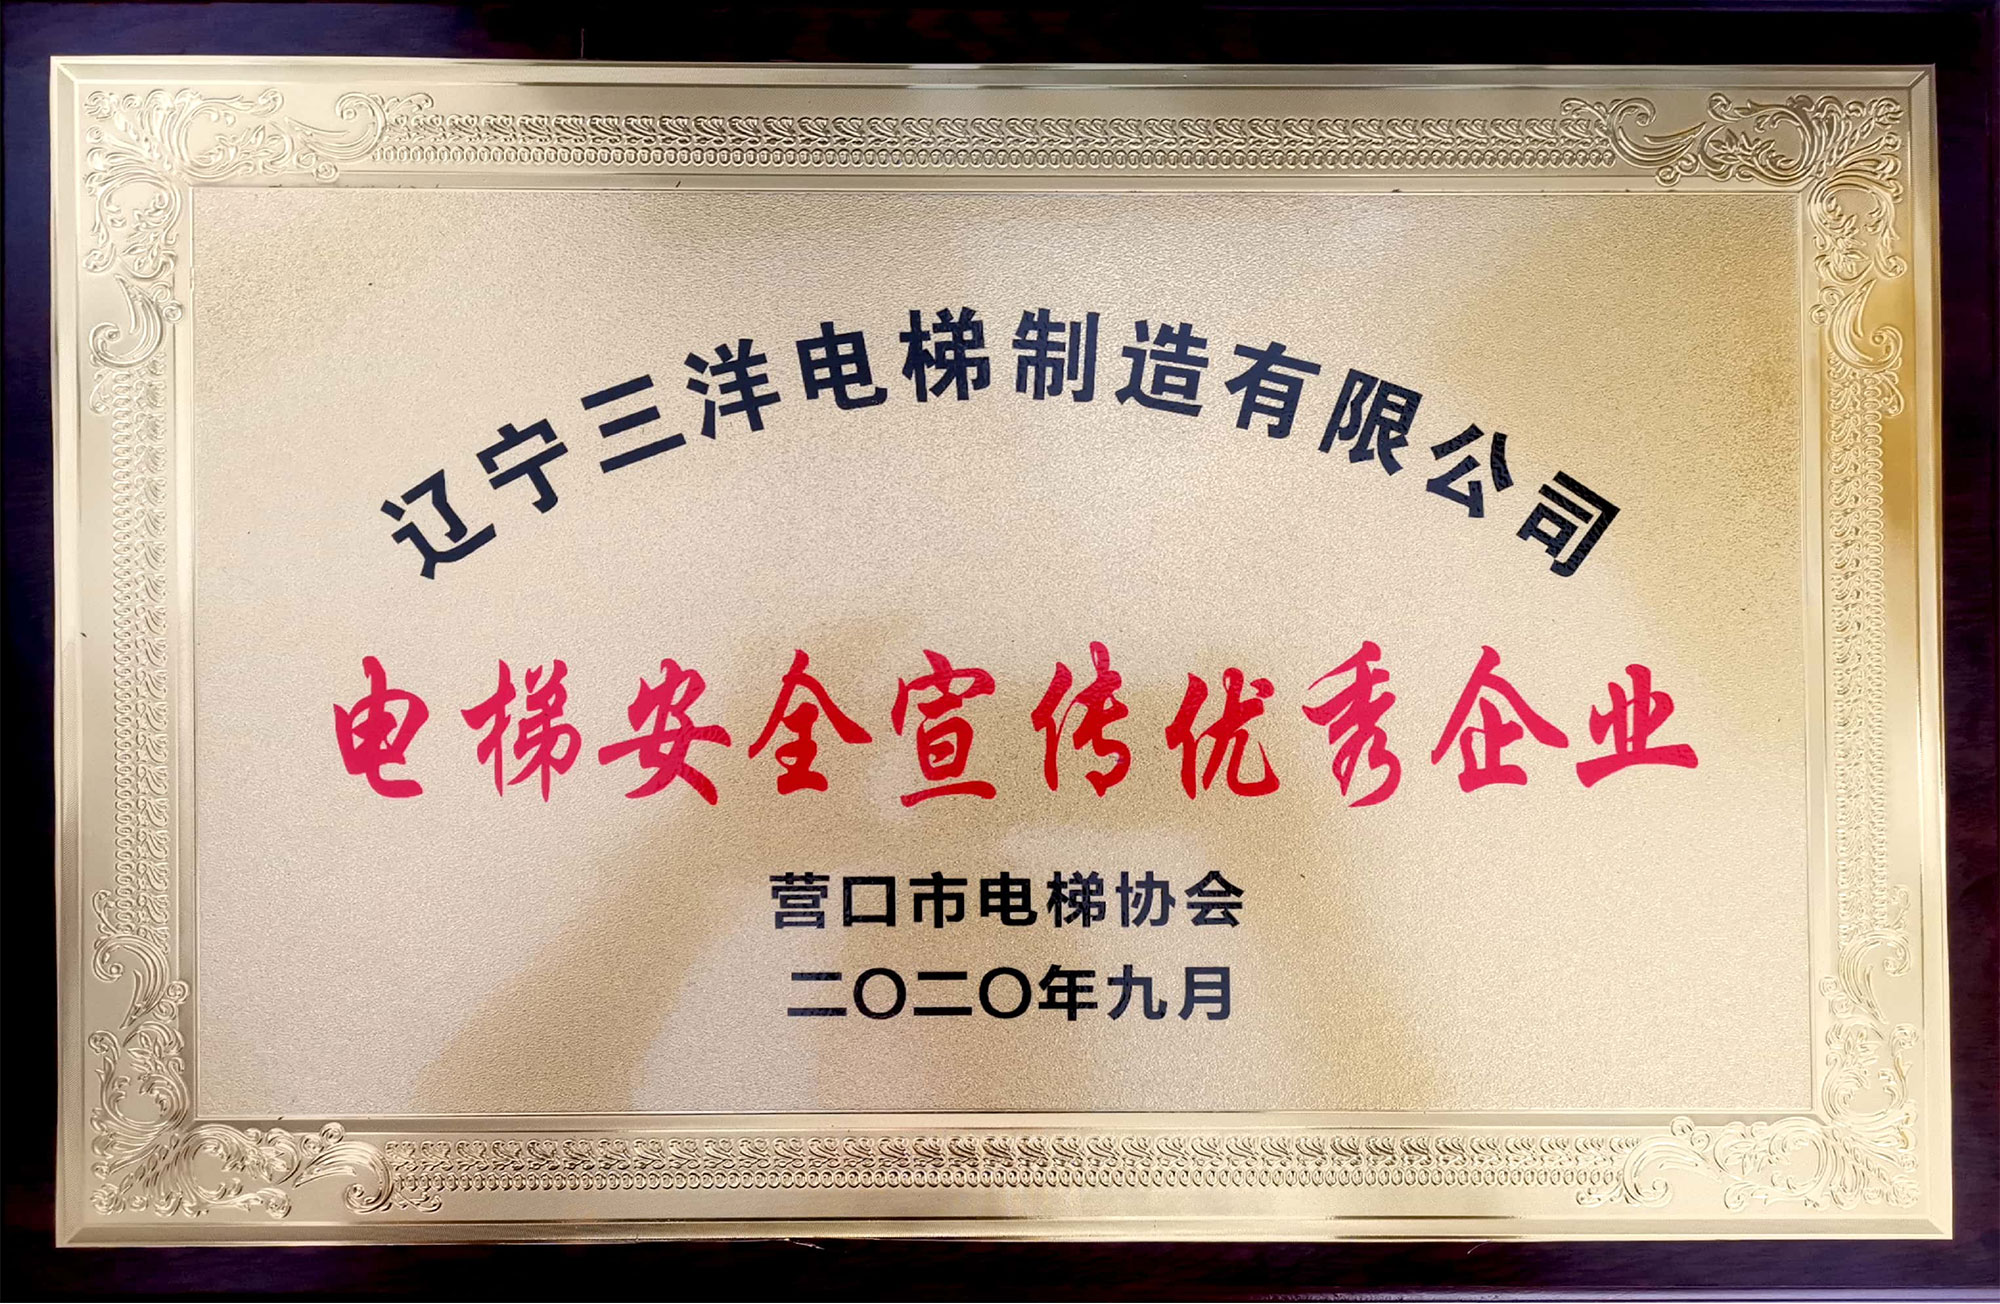 辽宁三洋电梯制造有限公司
电梯安全宣传优秀企业
营口市电梯协会
二〇二〇年九月